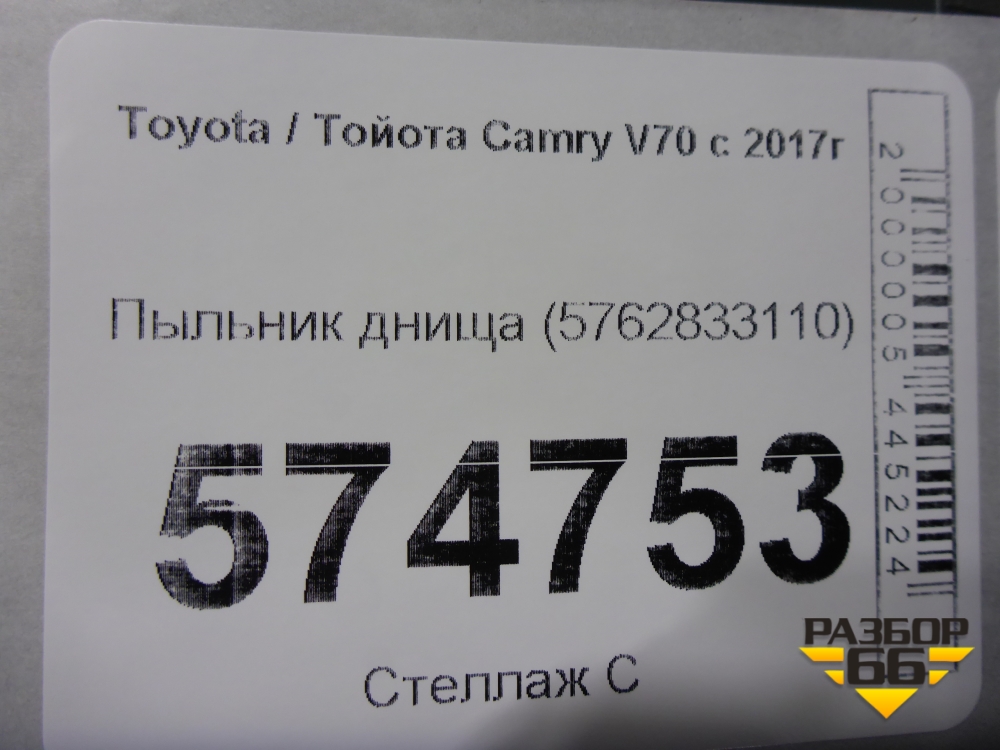 Toyota / Тойота Camry V70 с 2017г
Пыльник днища (5762833110)
574753
Стеллаж С
2000005445224
РАЗБОР
66